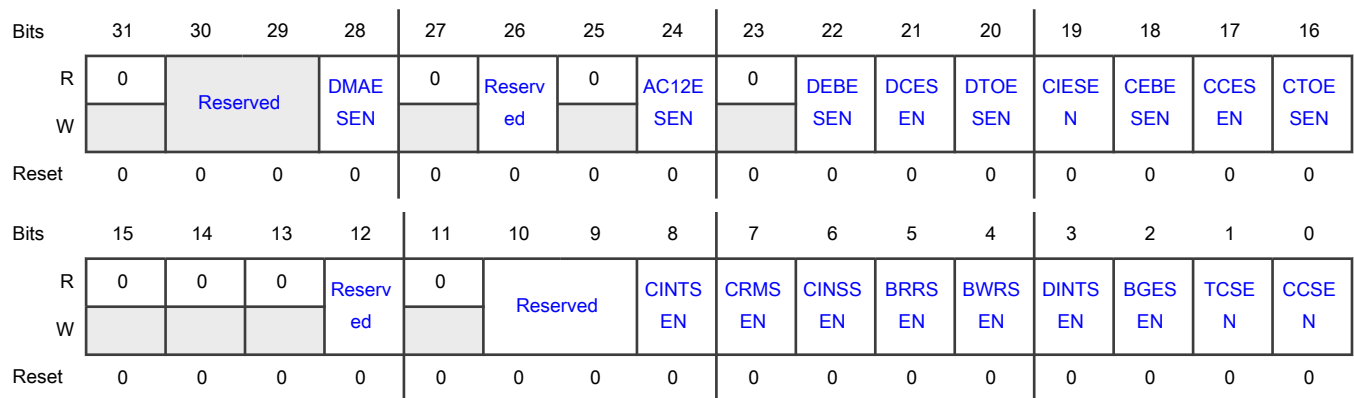 Bits 31 30 29 28 27 26 25 24 23 22 21 20 19 18 17 16
R 0 Reserved DMAE 0 Reserv 0 AC12E 0 DEBE DCES DTOE CIESE CEBE CCES CTOE
W SEN ed SEN SEN EN SEN N SEN EN SEN
Reset 0 0 0 0 0 0 0 0 0 0 0 0 0 0 0 0
Bits 15 14 13 12 11 10 9 8 7 6 5 4 3 2 1 0
R 0 0 0 Reserv 0 Reserved CINTS CRMS CINSS BRRS BWRS DINTS BGES TCSE CCSE
W ed EN EN EN EN EN EN EN N N
Reset 0 0 0 0 0 0 0 0 0 0 0 0 0 0 0 0